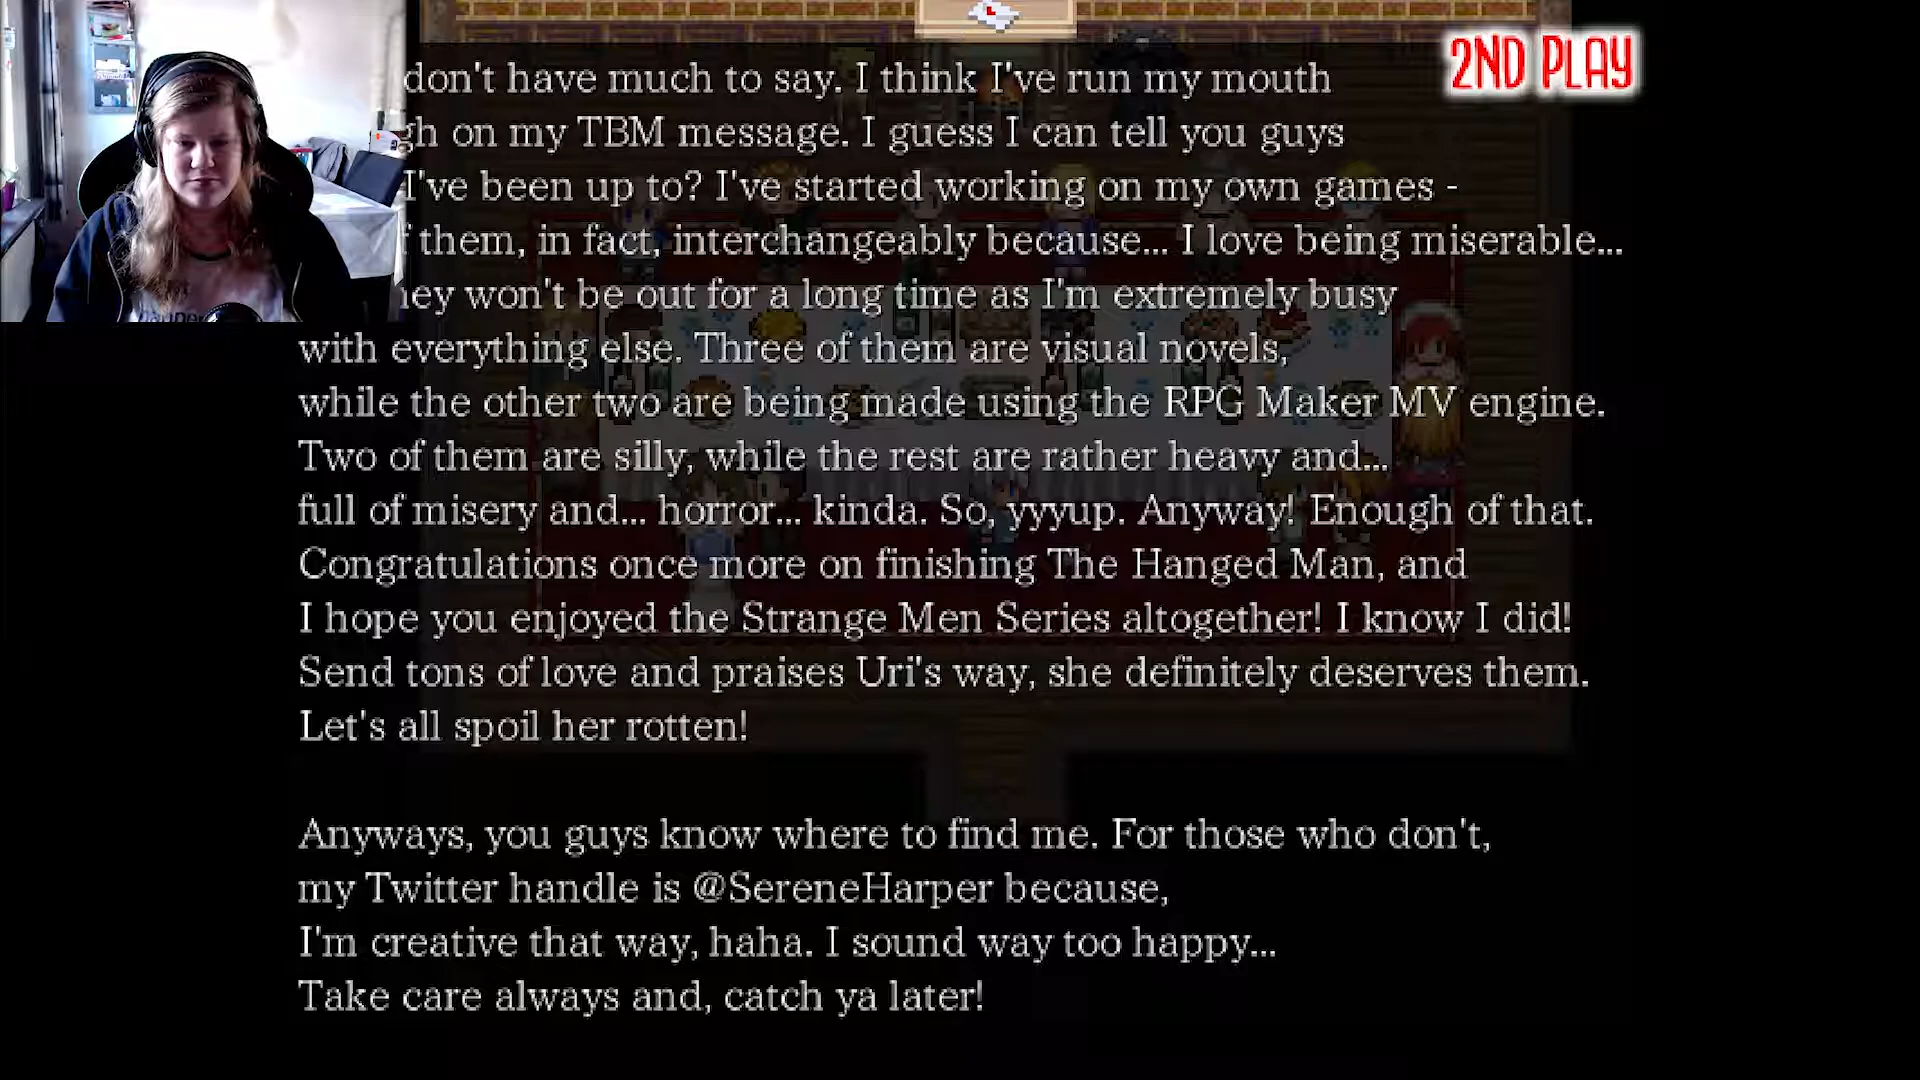 2ND PLAY
don't have much to say. I think I've run my mouth
gh on my TBM message. I guess I can tell you guys
I've been up to? I've started working on my own games -
f them, in fact, interchangeably because... I love being miserable...
hey won't be out for a long time as I'm extremely busy
with everything else. Three of them are visual novels,
while the other two are being made using the RPG Maker MV engine.
Two of them are silly, while the rest are rather heavy and...
full of misery and... horror... kinda. So, yyyup. Anyway! Enough of that.
Congratulations once more on finishing The Hanged Man, and
I hope you enjoyed the Strange Men Series altogether! I know I did!
Send tons of love and praises Uri's way, she definitely deserves them.
Let's all spoil her rotten!
Anyways, you guys know where to find me. For those who don't,
my Twitter handle is @SereneHarper because,
I'm creative that way, haha. I sound way too happy...
Take care always and, catch ya later!